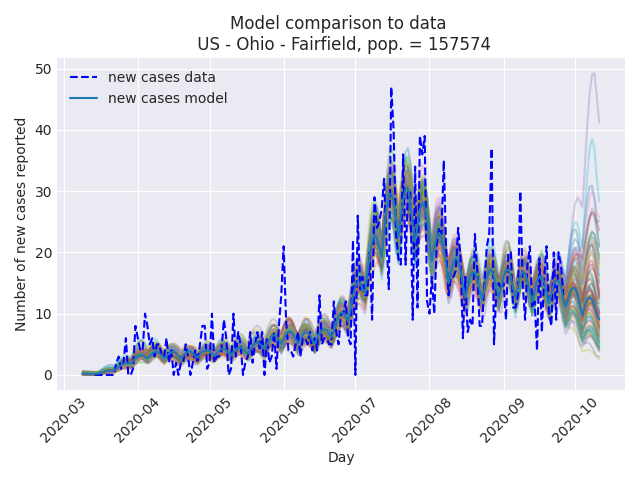 Model comparison to data
US - Ohio - Fairfield, pop. = 157574
new cases data
new cases model
Number of new cases reported
50
40
30
20
10
0
2020-03
2020-04
2020-05
2020-06
2020-07
2020-08
2020-09
2020-10
Day